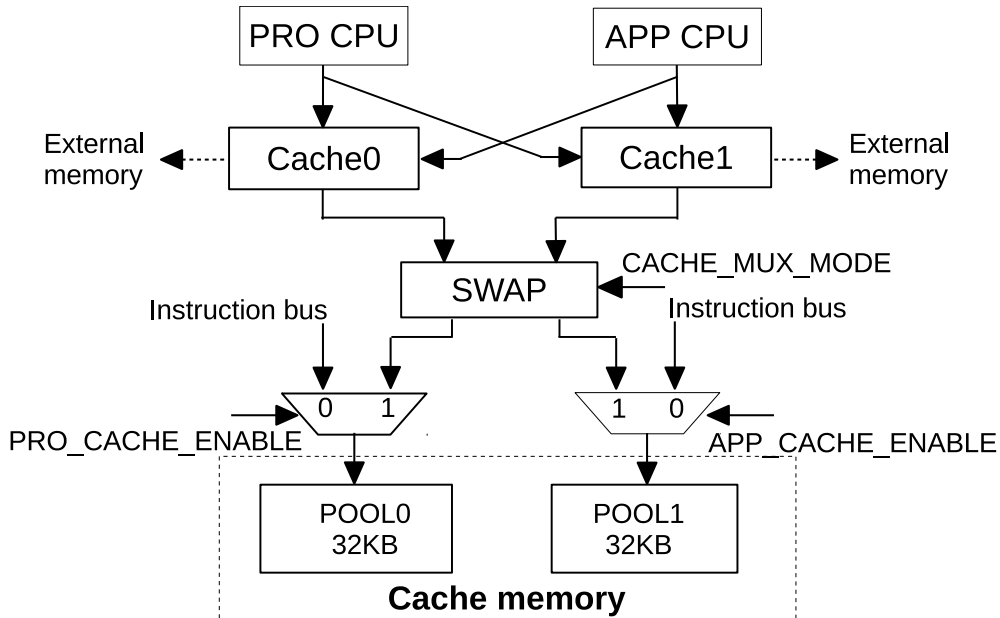 PRO CPU
APP CPU
External
memory
Cache0
Cache1
External
memory
SWAP
CACHE_MUX_MODE
Instruction bus
Instruction bus
0 1
1 0
PRO_CACHE_ENABLE
APP_CACHE_ENABLE
POOL0
32KB
POOL1
32KB
Cache memory